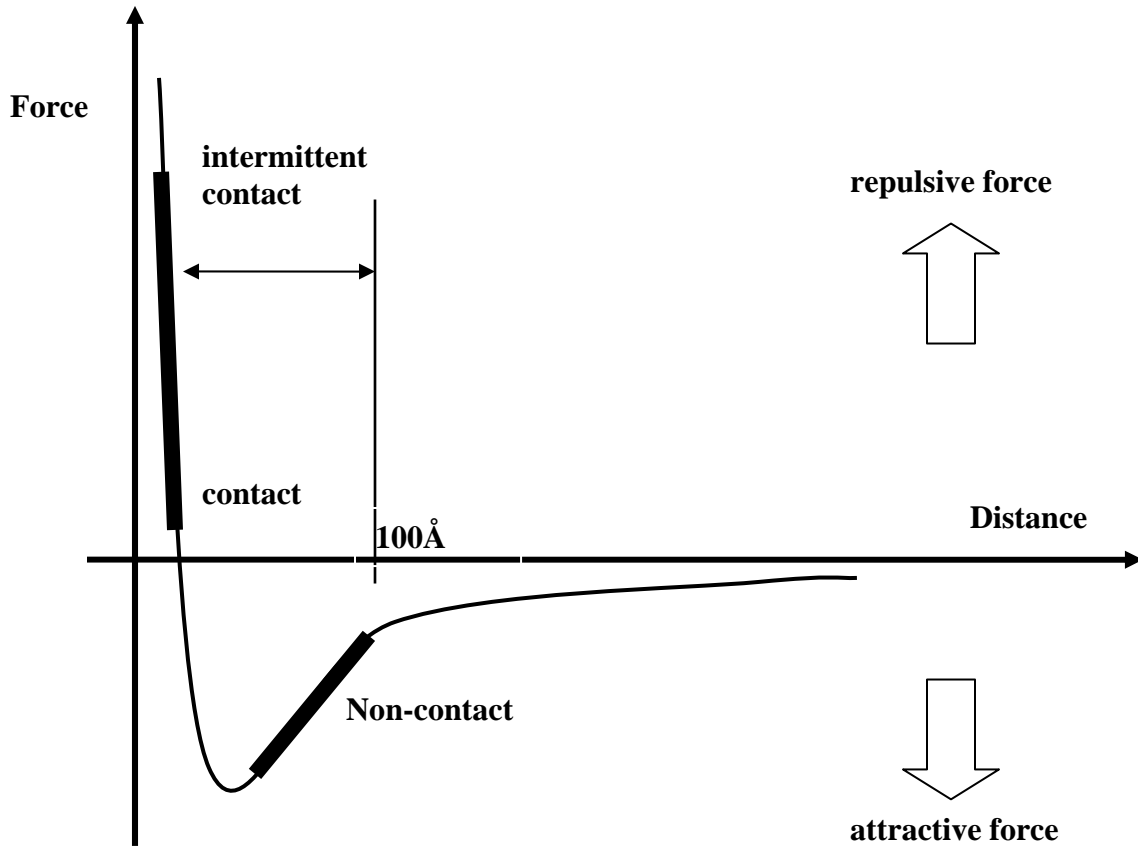 Force
intermittent
contact
repulsive force
contact
Distance
100Å
Non-contact
attractive force